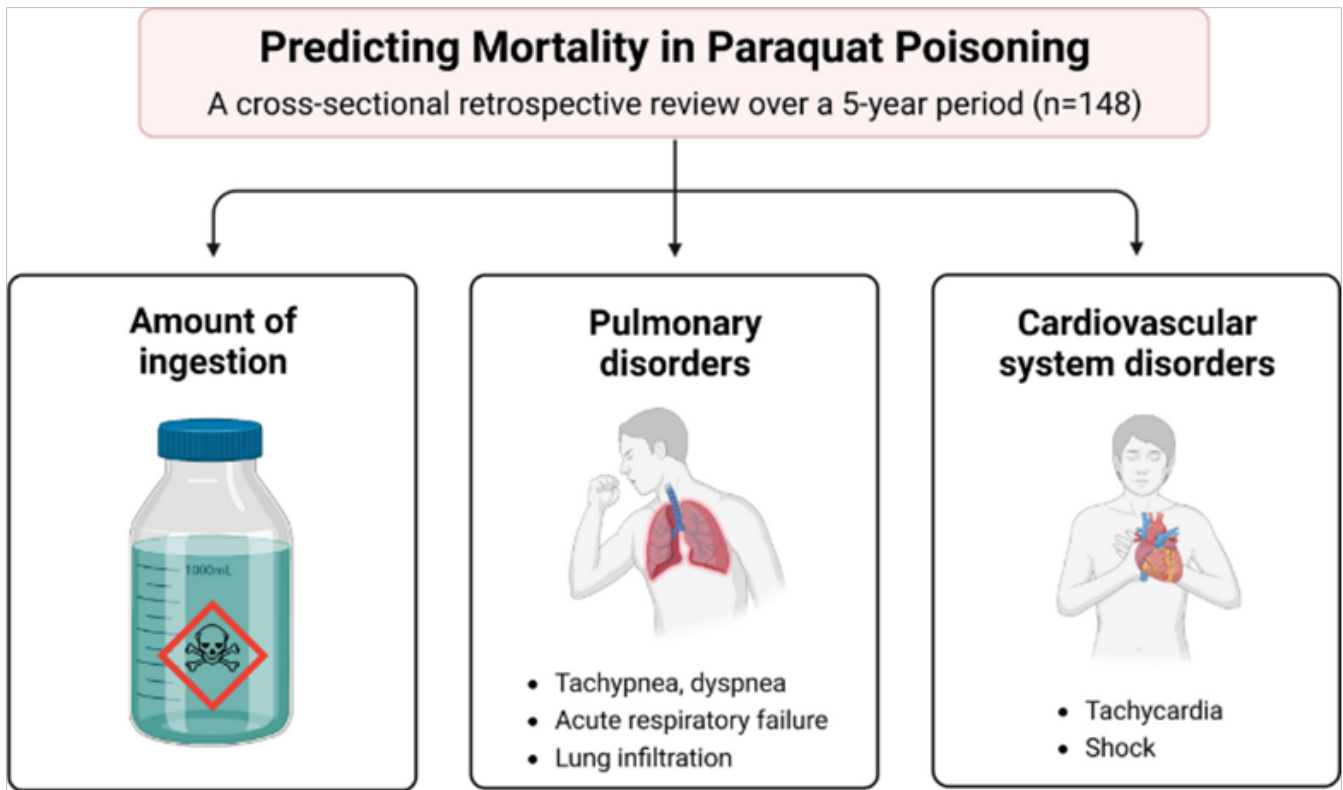 Predicting Mortality in Paraquat Poisoning
A cross-sectional retrospective review over a 5-year period (n=148)
Amount of
ingestion
1000mL
Pulmonary
disorders
• Tachypnea, dyspnea
• Acute respiratory failure
• Lung infiltration
Cardiovascular
system disorders
• Tachycardia
• Shock